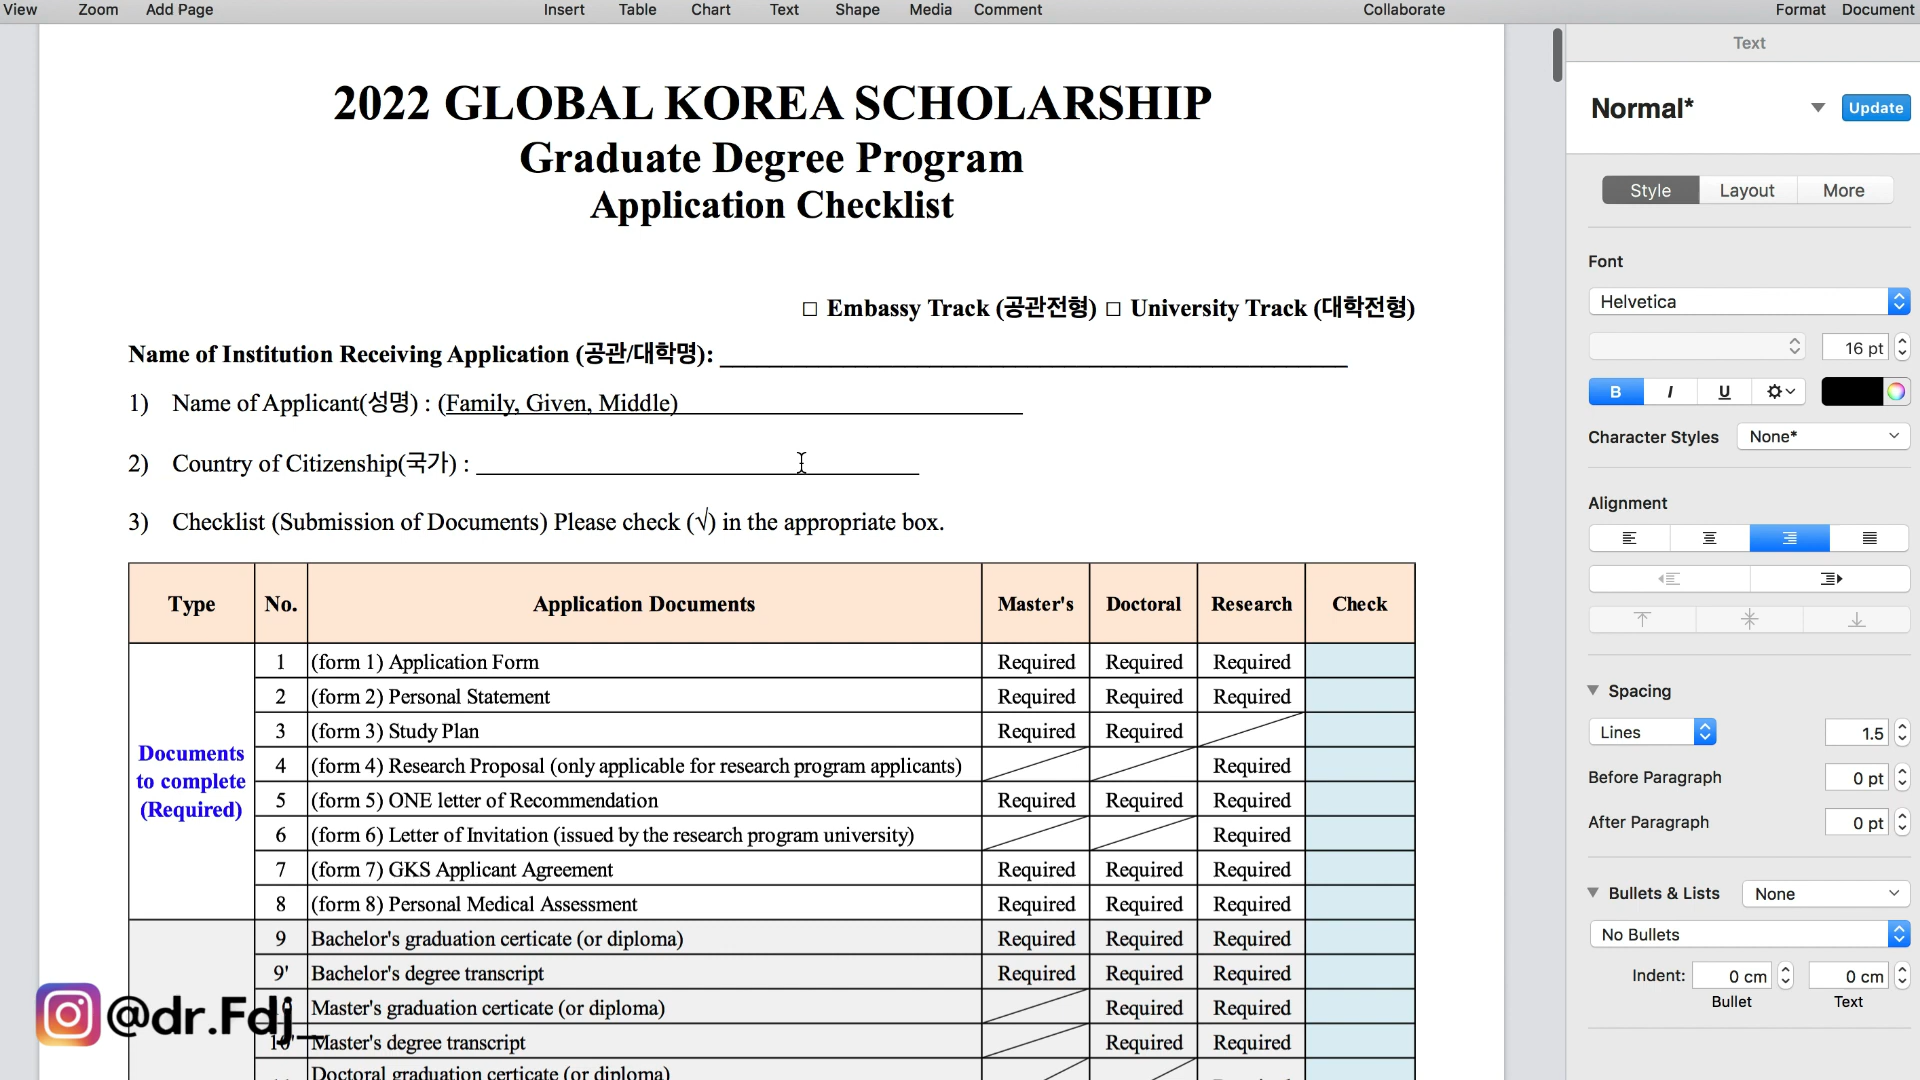 View Zoom Add Page Insert Table Chart Text Shape Media Comment Collaborate Format Document
2022 GLOBAL KOREA SCHOLARSHIP
Graduate Degree Program
Application Checklist
□ Embassy Track (공관전형) □ University Track (대학전형)
Name of Institution Receiving Application (공관/대학명):
1) Name of Applicant(성명) : (Family, Given, Middle)
2) Country of Citizenship(국가) :
3) Checklist (Submission of Documents) Please check (√) in the appropriate box.
Type No. Application Documents Master's Doctoral Research Check
Documents to complete (Required)
1 (form 1) Application Form Required Required Required
2 (form 2) Personal Statement Required Required Required
3 (form 3) Study Plan Required Required
4 (form 4) Research Proposal (only applicable for research program applicants) Required
5 (form 5) ONE letter of Recommendation Required Required Required
6 (form 6) Letter of Invitation (issued by the research program university) Required
7 (form 7) GKS Applicant Agreement Required Required Required
8 (form 8) Personal Medical Assessment Required Required Required
9 Bachelor's graduation certicate (or diploma) Required Required Required
9' Bachelor's degree transcript Required Required Required
Master's graduation certicate (or diploma) Required Required
10' Master's degree transcript Required Required
Doctoral graduation certicate (or diploma)
@dr.Fdj_
Text
Normal* Update
Style Layout More
Font
Helvetica
16 pt
B I U
Character Styles None*
Alignment
Spacing
Lines 1.5
Before Paragraph 0 pt
After Paragraph 0 pt
Bullets & Lists None
No Bullets
Indent: 0 cm 0 cm
Bullet Text